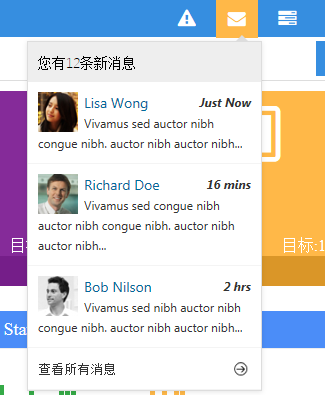 您有12条新消息
Lisa Wong Just Now
Vivamus sed auctor nibh
congue nibh. auctor nibh auctor nibh...
Richard Doe 16 mins
Vivamus sed congue nibh
auctor nibh congue nibh. auctor nibh
auctor nibh...
目标:1
Bob Nilson 2 hrs
Vivamus sed nibh auctor nibh
congue nibh. auctor nibh auctor nibh...
查看所有消息